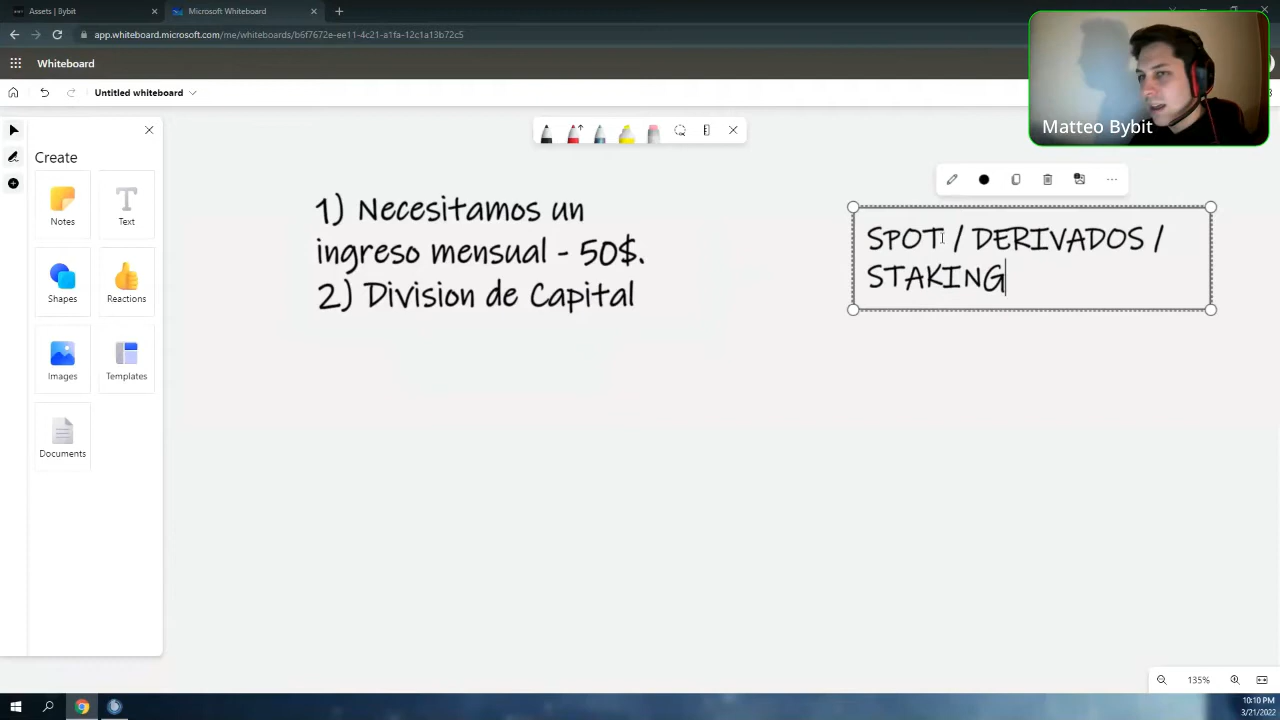 Assets | Bybit
Microsoft Whiteboard
app.whiteboard.microsoft.com/me/whiteboards/b6f7672e-ee11-4c21-a1fa-12c1a13b72c5
Whiteboard
Untitled whiteboard
Matteo Bybit
Create
Notes
Text
Shapes
Reactions
Images
Templates
Documents
1) Necesitamos un
ingreso mensual - 50$.
2) Division de Capital
SPOT / DERIVADOS /
STAKING
135%
10:10 PM
3/21/2022